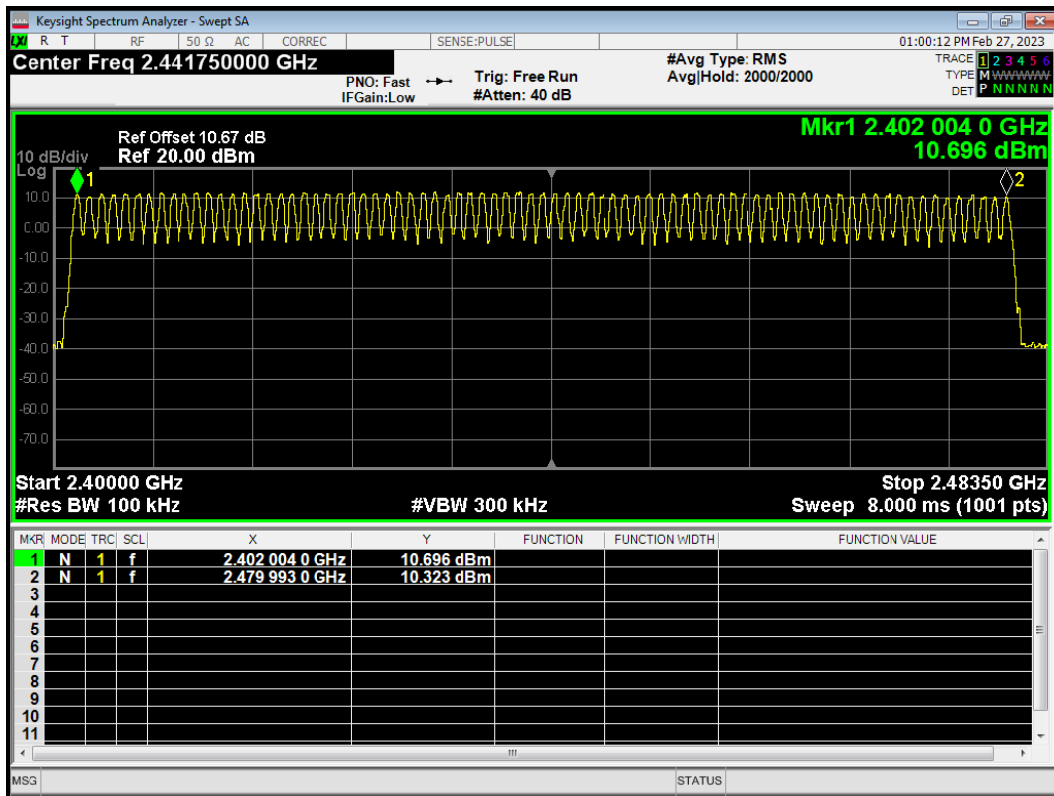 Keysight Spectrum Analyzer - Swept SA
LXI R T RF 50 Ω AC CORREC SENSE:PULSE 01:00:12 PM Feb 27, 2023
Center Freq 2.441750000 GHz #Avg Type: RMS TRACE 1 2 3 4 5 6
PNO: Fast Trig: Free Run Avg|Hold: 2000/2000 TYPE M WWWWW
IFGain:Low #Atten: 40 dB DET P N N N N N
Mkr1 2.402 004 0 GHz
Ref Offset 10.67 dB
10 dB/div Ref 20.00 dBm 10.696 dBm
Log
1 2
10.0
0.00
-10.0
-20.0
-30.0
-40.0
-50.0
-60.0
-70.0
Start 2.40000 GHz Stop 2.48350 GHz
#Res BW 100 kHz #VBW 300 kHz Sweep 8.000 ms (1001 pts)
MKR MODE TRC SCL X Y FUNCTION FUNCTION WIDTH FUNCTION VALUE
1 N 1 f 2.402 004 0 GHz 10.696 dBm
2 N 1 f 2.479 993 0 GHz 10.323 dBm
3
4
5
6
7
8
9
10
11
MSG STATUS